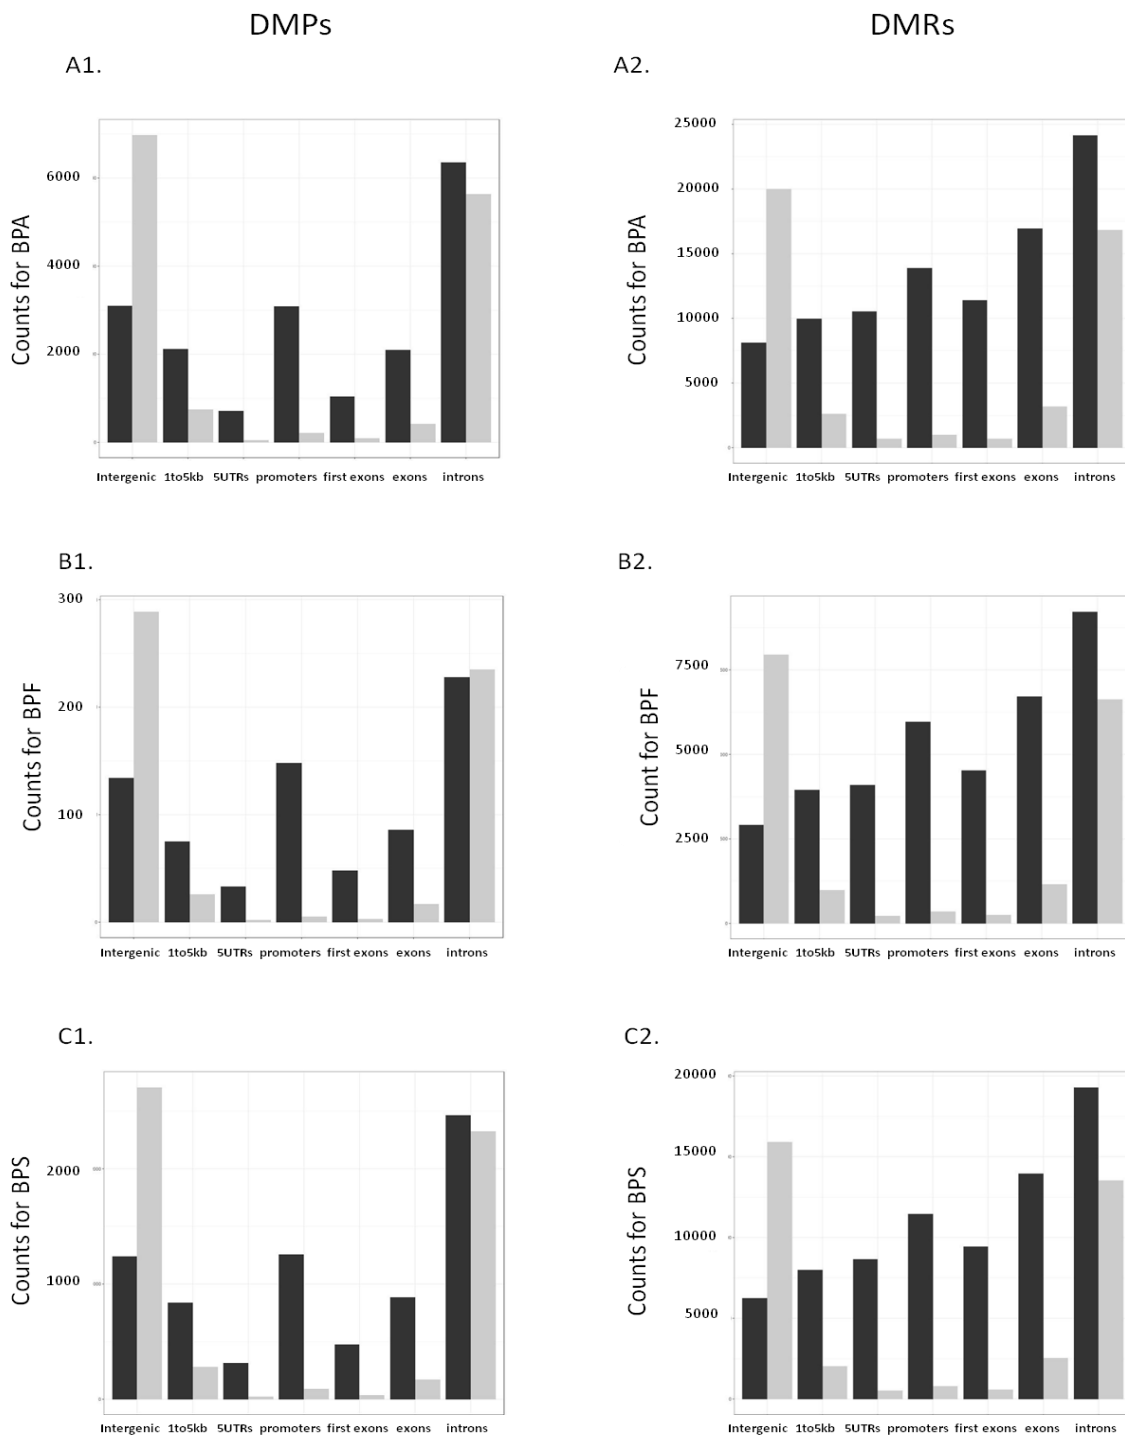 DMPs
DMRs
A1.
A2.
Counts for BPA
6000
4000
2000
Intergenic 1to5kb 5UTRs promoters first exons exons introns
Counts for BPA
25000
20000
15000
10000
5000
Intergenic 1to5kb 5UTRs promoters first exons exons introns
B1.
B2.
Counts for BPF
300
200
100
Intergenic 1to5kb 5UTRs promoters first exons exons introns
Count for BPF
7500
5000
2500
Intergenic 1to5kb 5UTRs promoters first exons exons introns
C1.
C2.
Counts for BPS
2000
1000
Intergenic 1to5kb 5UTRs promoters first exons exons introns
Counts for BPS
20000
15000
10000
5000
Intergenic 1to5kb 5UTRs promoters first exons exons introns